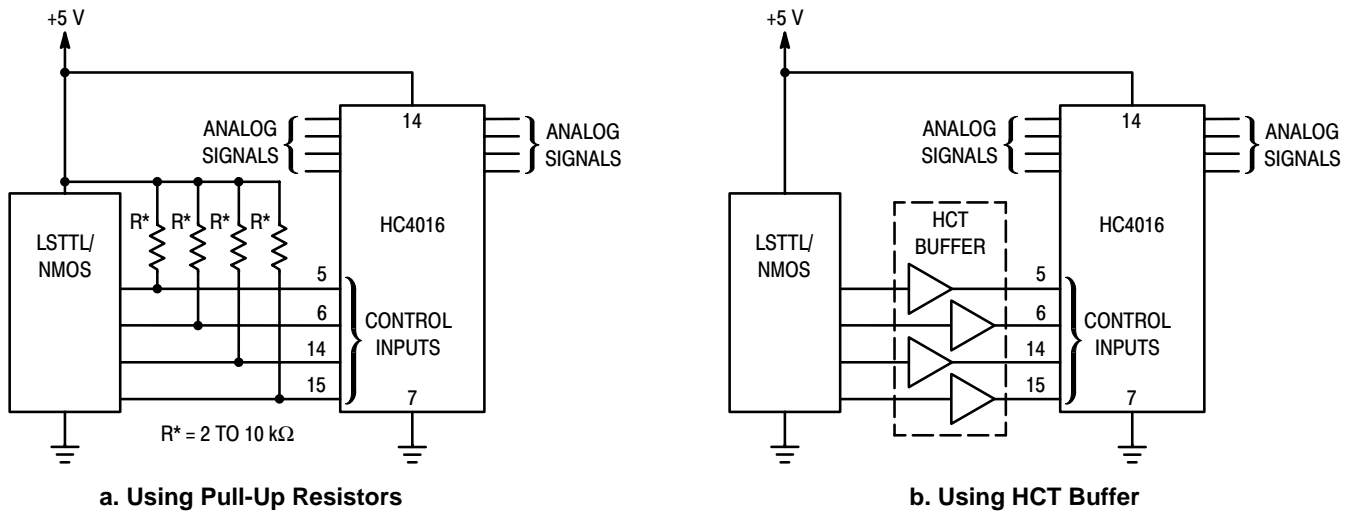 +5 V
14
ANALOG
SIGNALS
ANALOG
SIGNALS
HC4016
LSTTL/
NMOS
R* R* R* R*
5
6
14
15
CONTROL
INPUTS
7
R* = 2 TO 10 kΩ
a. Using Pull-Up Resistors
+5 V
14
ANALOG
SIGNALS
ANALOG
SIGNALS
HC4016
LSTTL/
NMOS
HCT
BUFFER
5
6
14
15
CONTROL
INPUTS
7
b. Using HCT Buffer